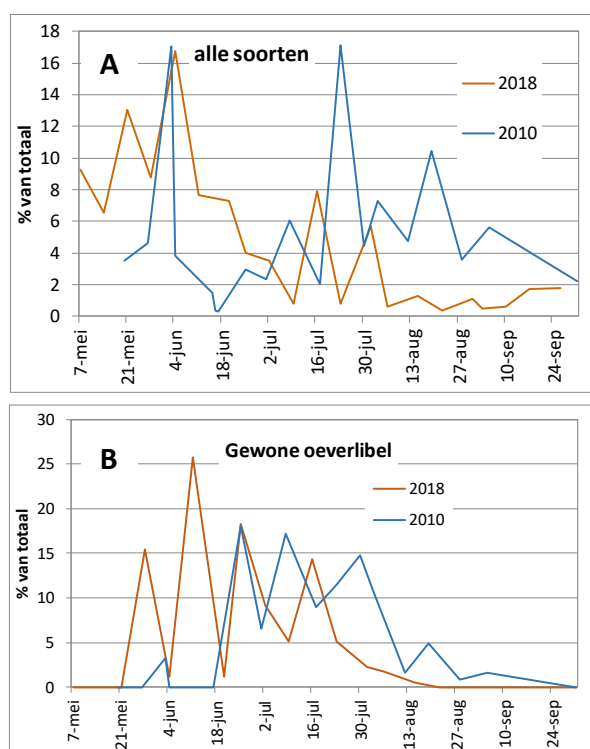 A
alle soorten
2018
2010
% van totaal
18
16
14
12
10
8
6
4
2
0
7-mei
21-mei
4-jun
18-jun
2-jul
16-jul
30-jul
13-aug
27-aug
10-sep
24-sep
B
Gewone oeverlibel
2018
2010
% van totaal
30
25
20
15
10
5
0
7-mei
21-mei
4-jun
18-jun
2-jul
16-jul
30-jul
13-aug
27-aug
10-sep
24-sep